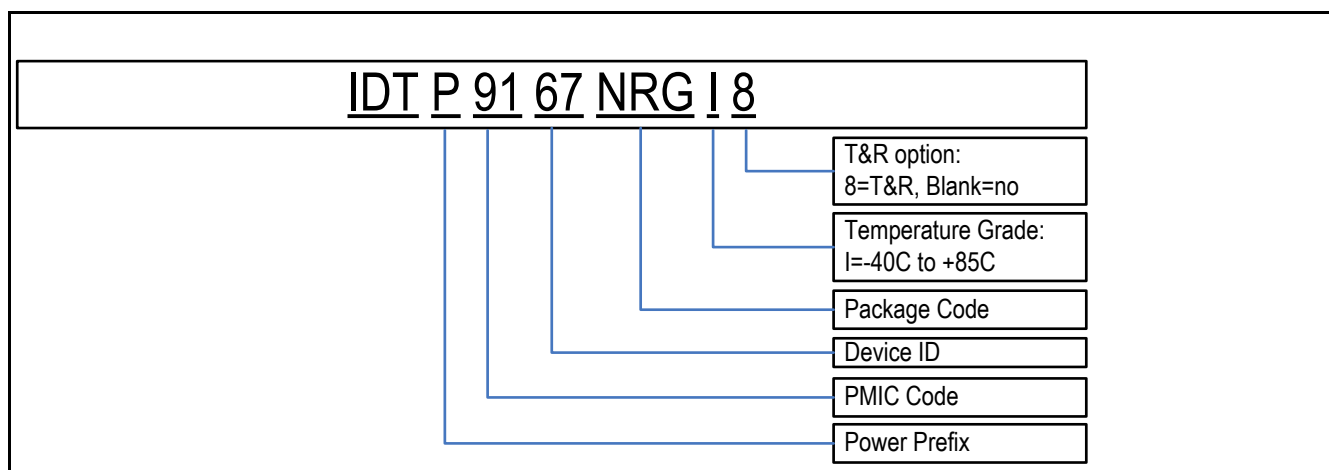 IDT P 91 67 NRG I 8
T&R option:
8=T&R, Blank=no
Temperature Grade:
I=-40C to +85C
Package Code
Device ID
PMIC Code
Power Prefix